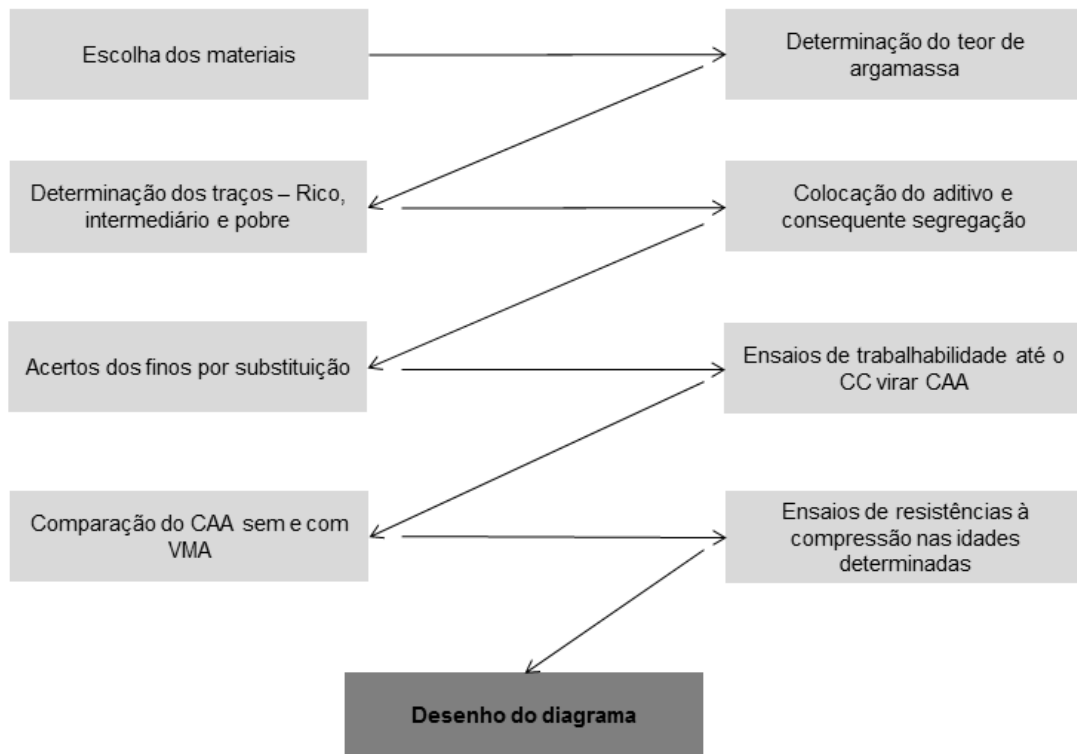 Escolha dos materiais
Determinação do teor de
argamassa
Determinação dos traços – Rico,
intermediário e pobre
Colocação do aditivo e
consequente segregação
Acertos dos finos por substituição
Ensaios de trabalhabilidade até o
CC virar CAA
Comparação do CAA sem e com
VMA
Ensaios de resistências à
compressão nas idades
determinadas
Desenho do diagrama